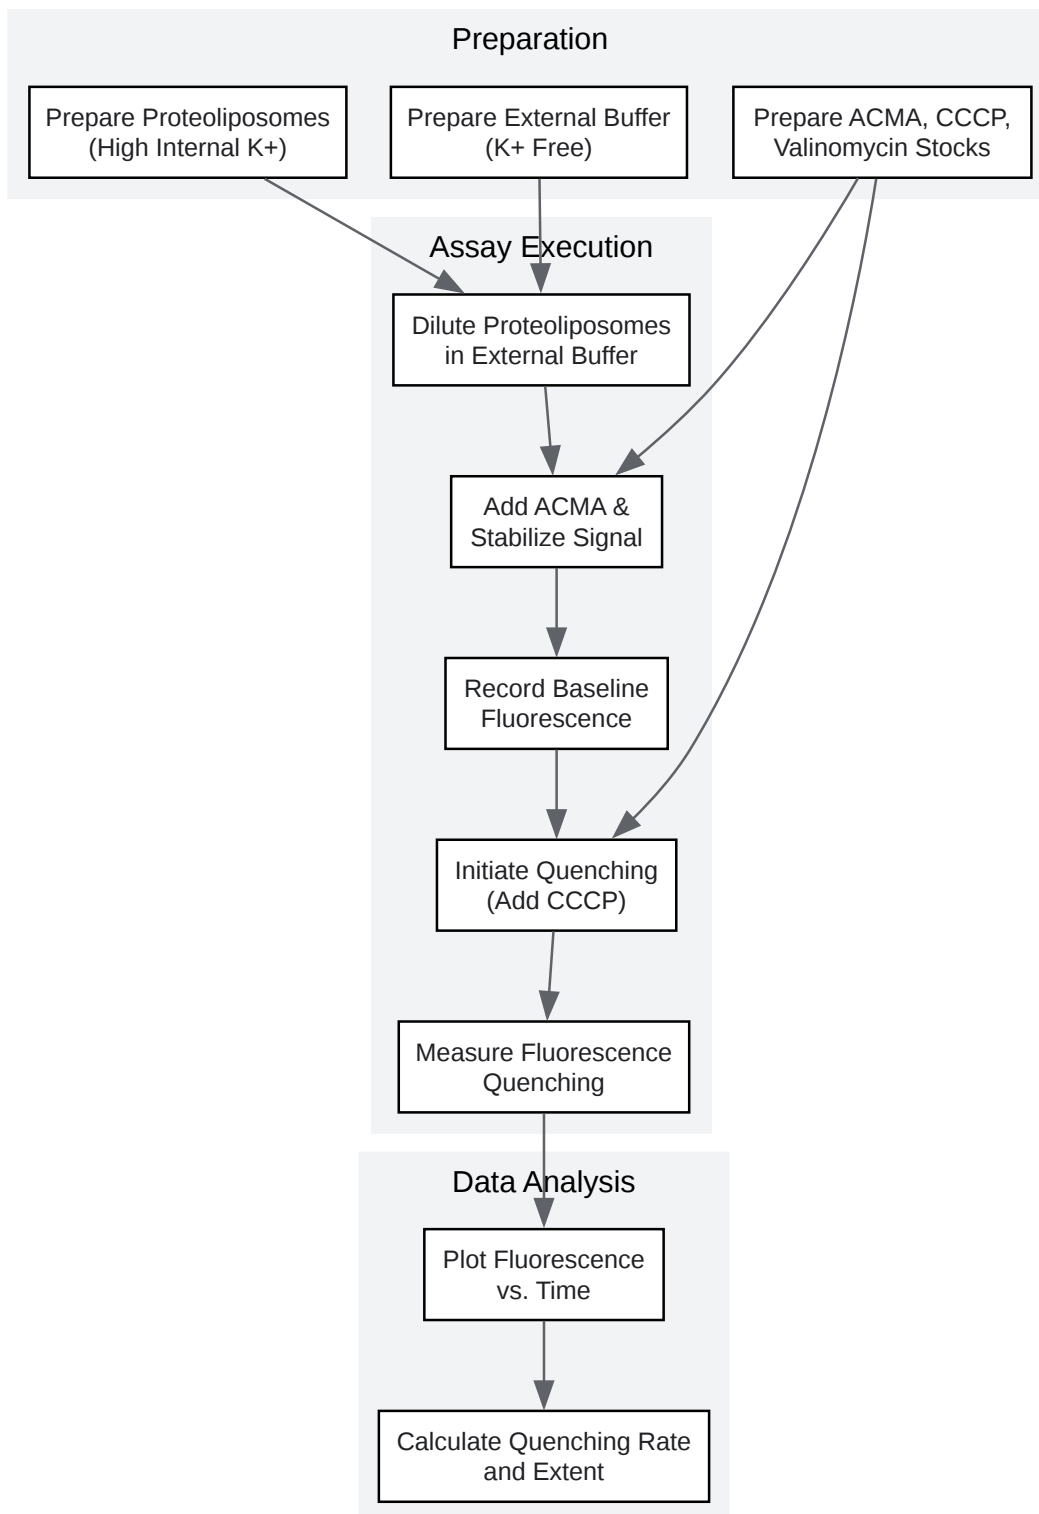 Preparation
Prepare Proteoliposomes
(High Internal K+)
Prepare External Buffer
(K+ Free)
Prepare ACMA, CCCP,
Valinomycin Stocks
Assay Execution
Dilute Proteoliposomes
in External Buffer
Add ACMA &
Stabilize Signal
Record Baseline
Fluorescence
Initiate Quenching
(Add CCCP)
Measure Fluorescence
Quenching
Data Analysis
Plot Fluorescence
vs. Time
Calculate Quenching Rate
and Extent